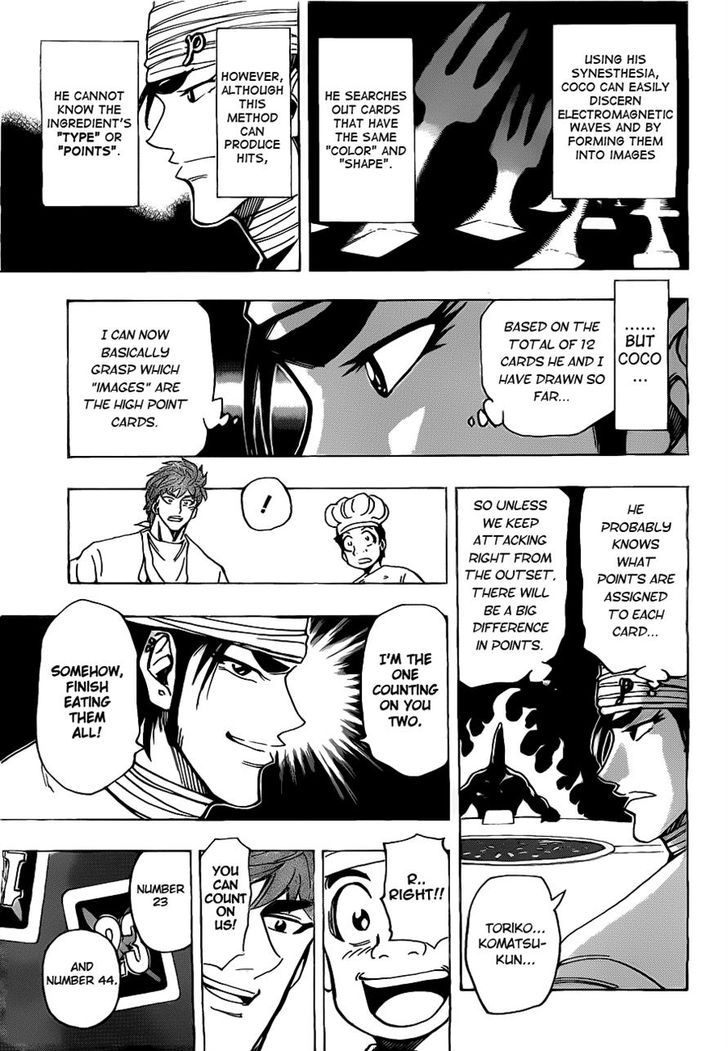 USING HIS
SYNESTHESIA,
COCO CAN EASILY
DISCERN
ELECTROMAGNETIC
WAVES AND BY
FORMING THEM
INTO IMAGES
HE SEARCHES
OUT CARDS
THAT HAVE
THE SAME
"COLOR" AND
"SHAPE".
HOWEVER,
ALTHOUGH
THIS
METHOD
CAN
PRODUCE
HITS,
HE CANNOT
KNOW THE
INGREDIENT'S
"TYPE" OR
"POINTS".
P
......
BUT
COCO
...
BASED ON THE
TOTAL OF 12
CARDS HE AND I
HAVE DRAWN SO
FAR...
I CAN NOW
BASICALLY
GRASP WHICH
"IMAGES" ARE
THE HIGH POINT
CARDS.
HE
PROBABLY
KNOWS
WHAT
POINTS ARE
ASSIGNED
TO EACH
CARD...
SO UNLESS
WE KEEP
ATTACKING
RIGHT FROM
THE OUTSET,
THERE WILL
BE A BIG
DIFFERENCE
IN POINTS.
P
TORIKO...
KOMATSU-
KUN...
!
I'M THE
ONE
COUNTING
ON YOU
TWO.
SOMEHOW,
FINISH
EATING
THEM
ALL!
R..
RIGHT!!
YOU
CAN
COUNT
ON
US!
NUMBER
23
AND
NUMBER 44.
23